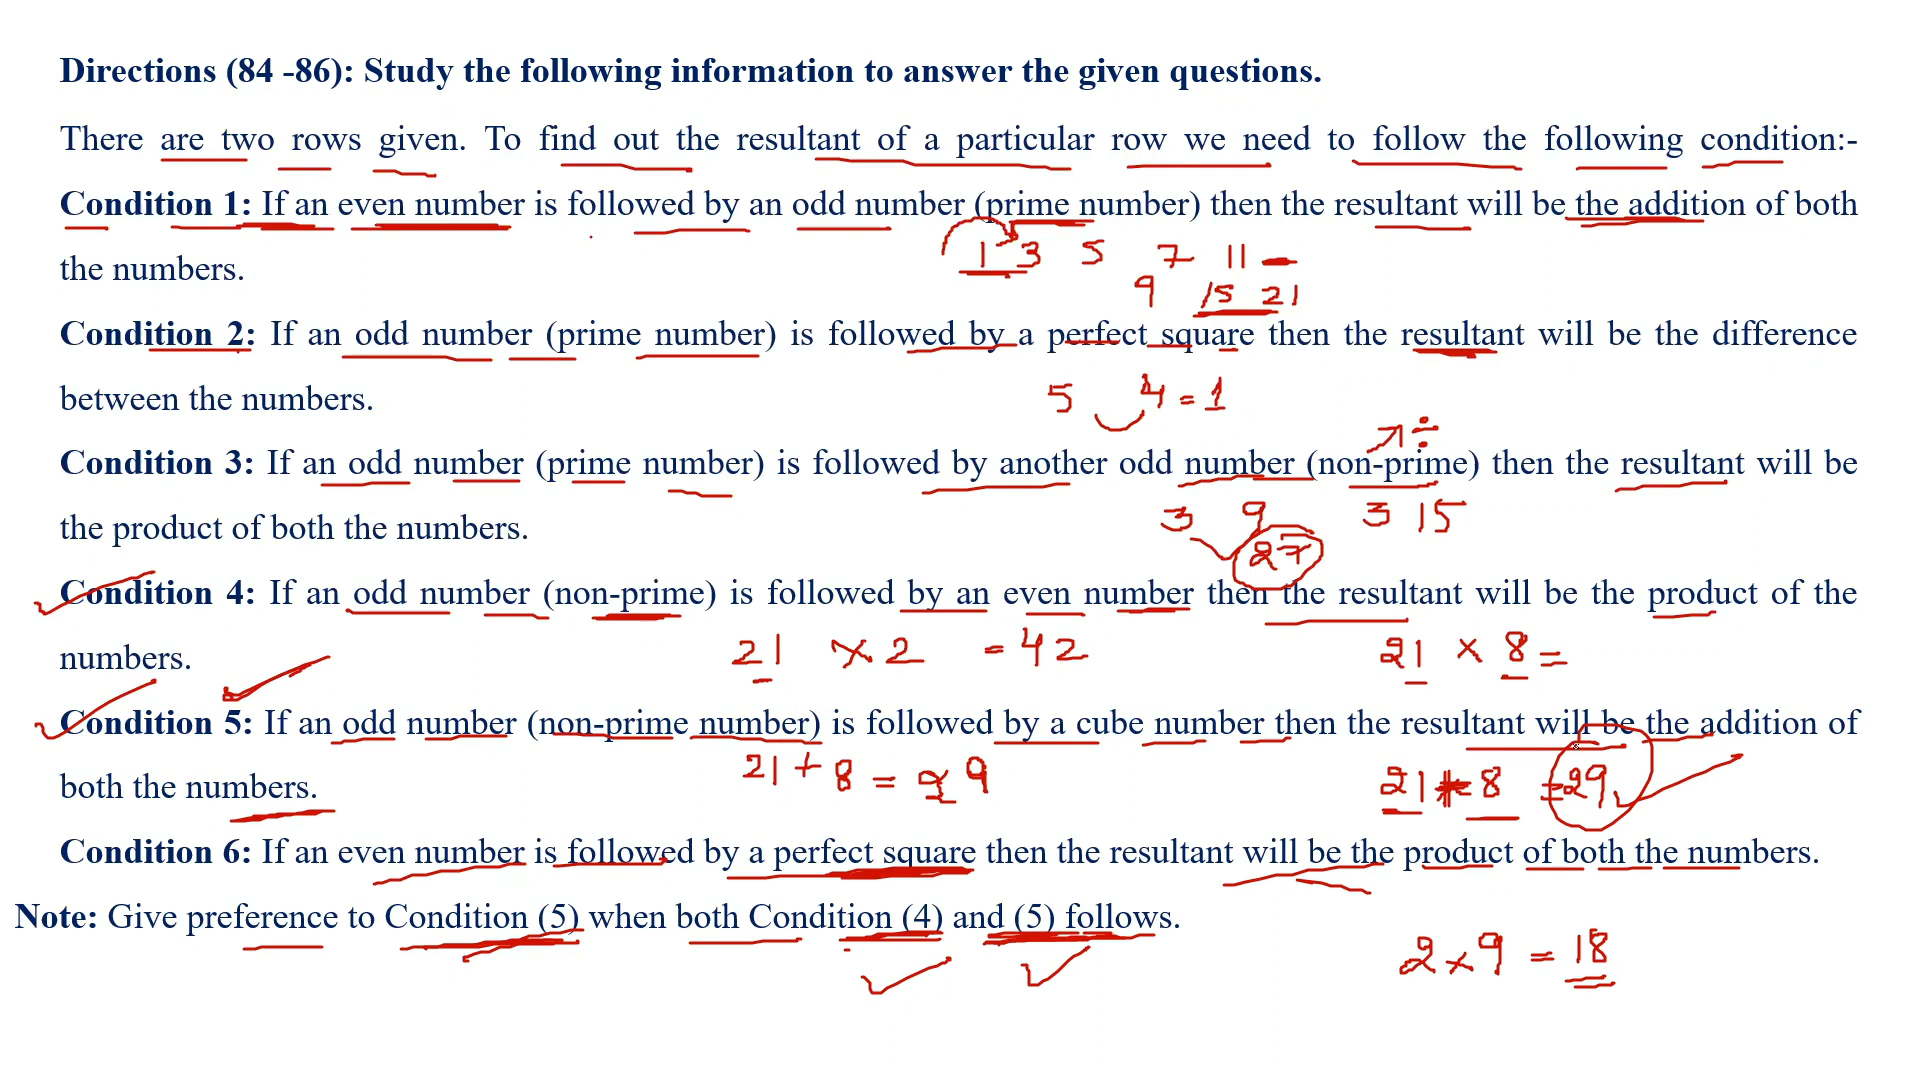 Directions (84 -86): Study the following information to answer the given questions.
There are two rows given. To find out the resultant of a particular row we need to follow the following condition:-
Condition 1: If an even number is followed by an odd number (prime number) then the resultant will be the addition of both
1 3 5 7 11
the numbers.
9 15 21
Condition 2: If an odd number (prime number) is followed by a perfect square then the resultant will be the difference
between the numbers.
5 4 = 1
÷
Condition 3: If an odd number (prime number) is followed by another odd number (non-prime) then the resultant will be
the product of both the numbers.
3 9 3 15
27
Condition 4: If an odd number (non-prime) is followed by an even number then the resultant will be the product of the
numbers.
21 × 2 = 42 21 × 8 =
Condition 5: If an odd number (non-prime number) is followed by a cube number then the resultant will be the addition of
both the numbers.
21 + 8 = 29 21 8 = 29
Condition 6: If an even number is followed by a perfect square then the resultant will be the product of both the numbers.
Note: Give preference to Condition (5) when both Condition (4) and (5) follows.
2 × 9 = 18